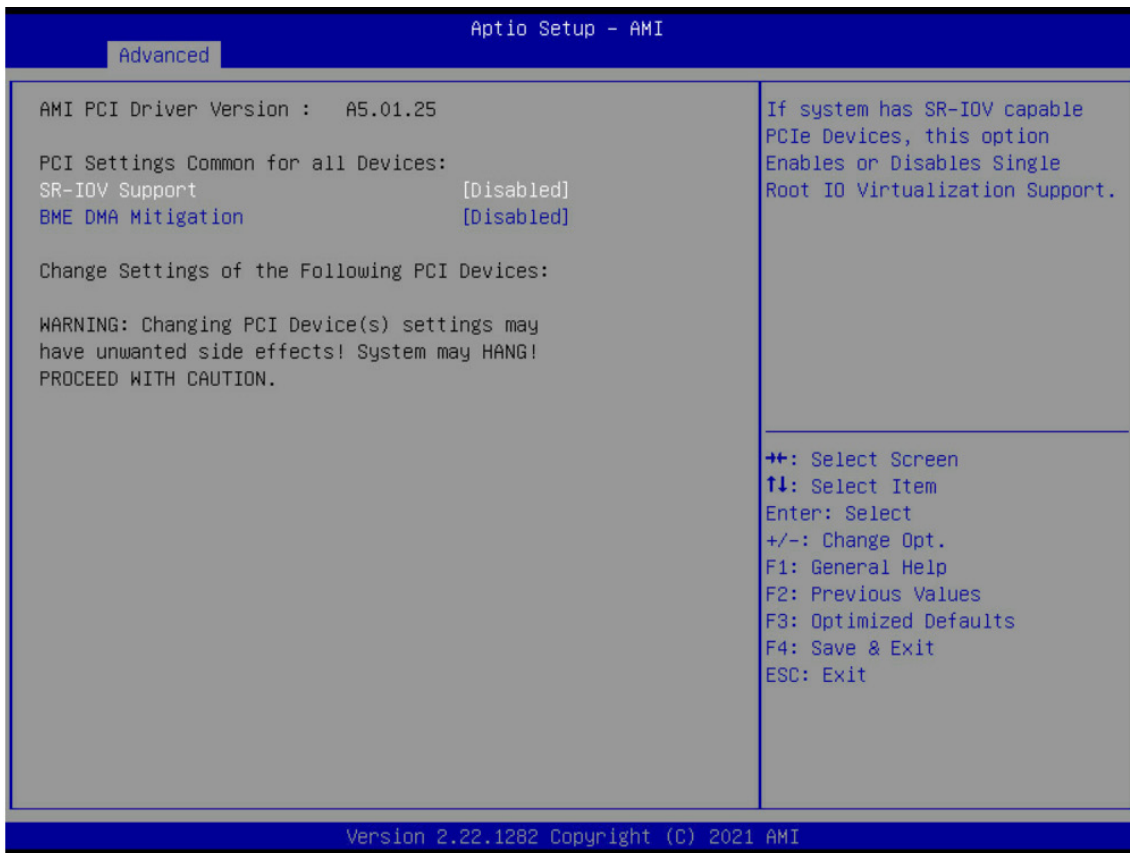 Aptio Setup – AMI
Advanced
AMI PCI Driver Version :    A5.01.25
PCI Settings Common for all Devices:
SR-IOV Support    [Disabled]
BME DMA Mitigation    [Disabled]
Change Settings of the Following PCI Devices:
WARNING: Changing PCI Device(s) settings may
have unwanted side effects! System may HANG!
PROCEED WITH CAUTION.
If system has SR-IOV capable
PCIe Devices, this option
Enables or Disables Single
Root IO Virtualization Support.
→←: Select Screen
↑↓: Select Item
Enter: Select
+/-: Change Opt.
F1: General Help
F2: Previous Values
F3: Optimized Defaults
F4: Save & Exit
ESC: Exit
Version 2.22.1282 Copyright (C) 2021 AMI